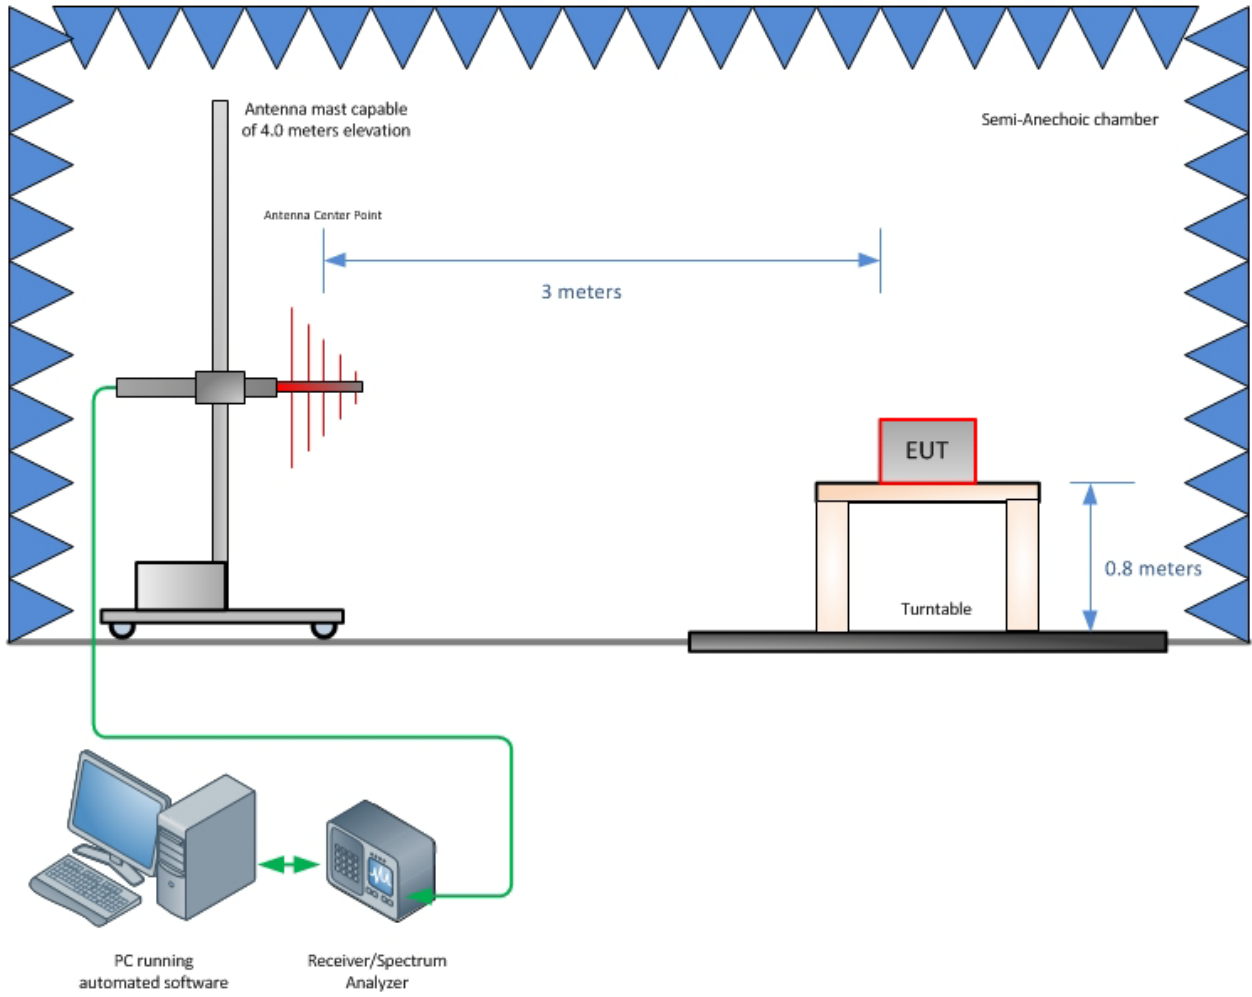 Antenna mast capable
of 4.0 meters elevation
Semi-Anechoic chamber
Antenna Center Point
3 meters
EUT
0.8 meters
Turntable
PC running
automated software
Receiver/Spectrum
Analyzer